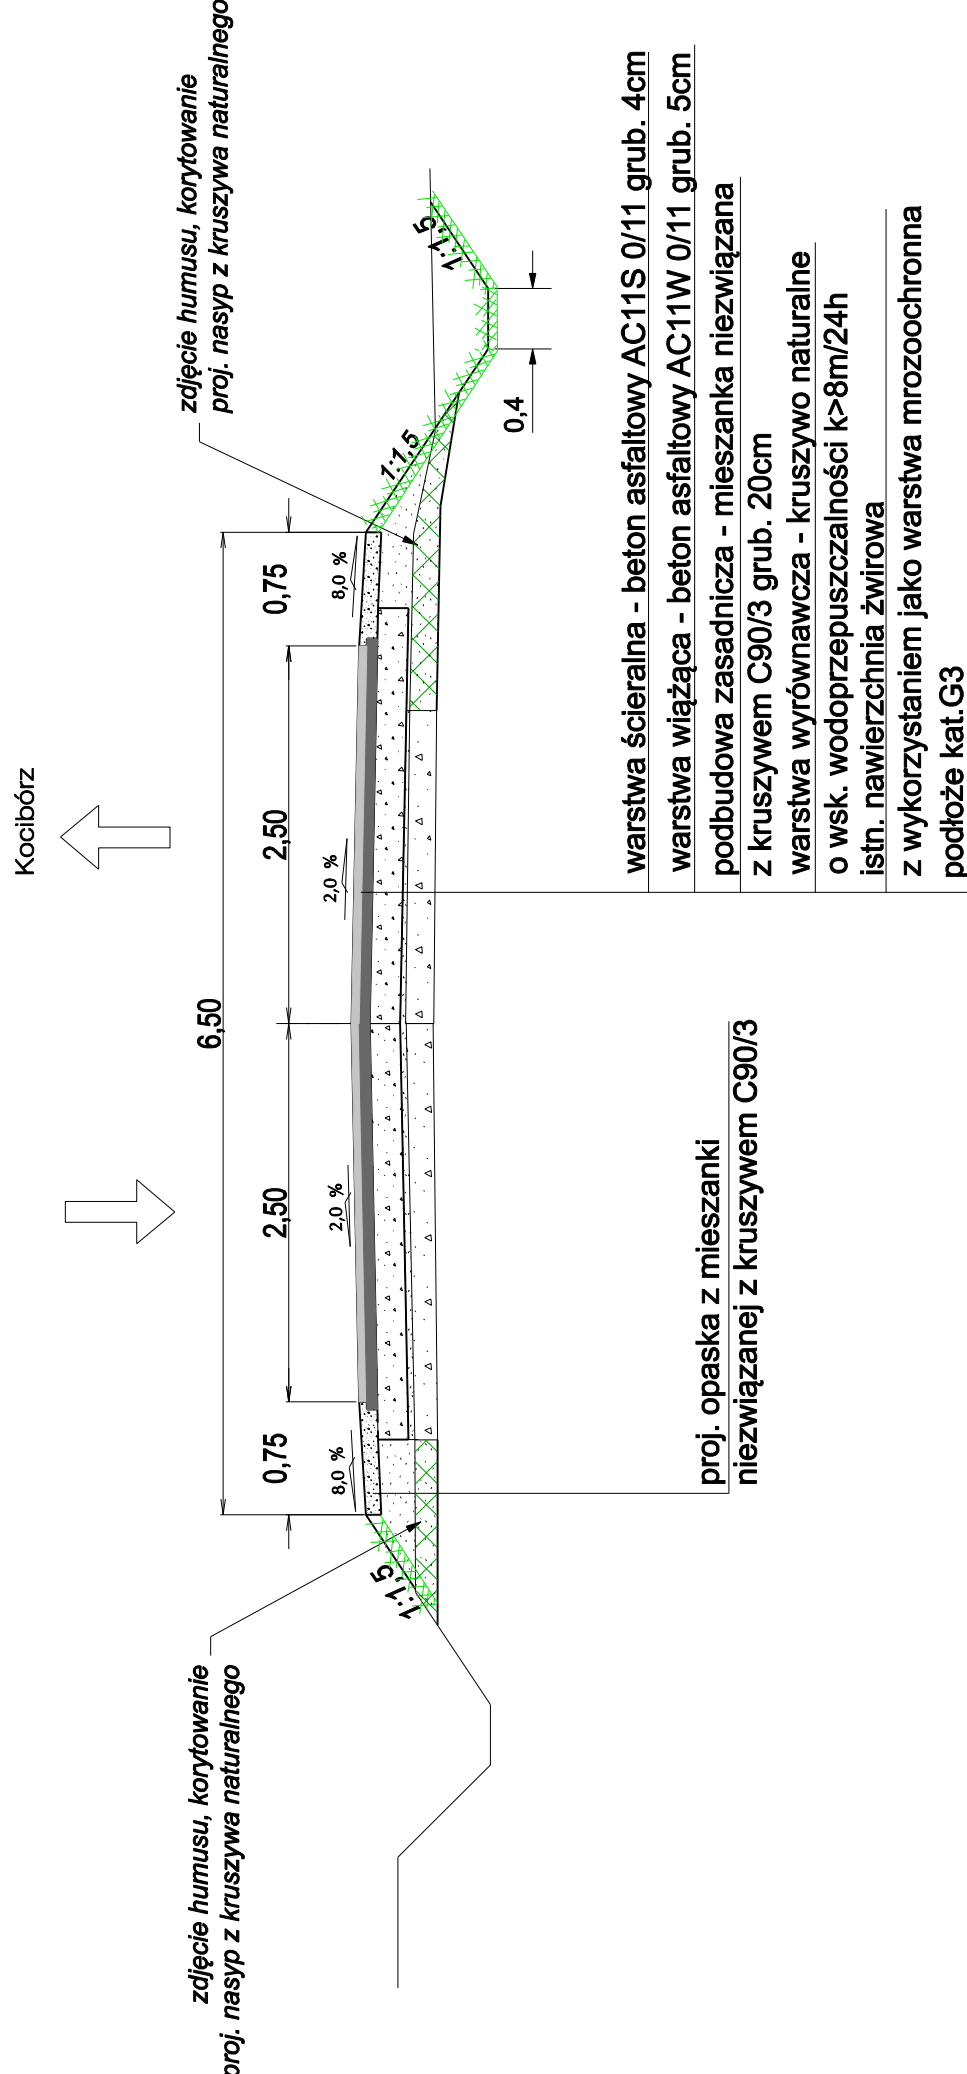 Kocibórz
zdjęcie humusu, korytowanie
proj. nasyp z kruszywa naturalnego
zdjęcie humusu, korytowanie
proj. nasyp z kruszywa naturalnego
6,50
0,75
2,50
2,50
0,75
8,0 %
2,0 %
2,0 %
8,0 %
1:1,5
1:1,5
1:1,5
0,4
proj. opaska z mieszanki
niezwiązanej z kruszywem C90/3
warstwa ścieralna - beton asfaltowy AC11S 0/11 grub. 4cm
warstwa wiążąca - beton asfaltowy AC11W 0/11 grub. 5cm
podbudowa zasadnicza - mieszanka niezwiązana
z kruszywem C90/3 grub. 20cm
warstwa wyrównawcza - kruszywo naturalne
o wsk. wodoprzepuszczalności k>8m/24h
istn. nawierzchnia żwirowa
z wykorzystaniem jako warstwa mrozoochronna
podłoże kat.G3